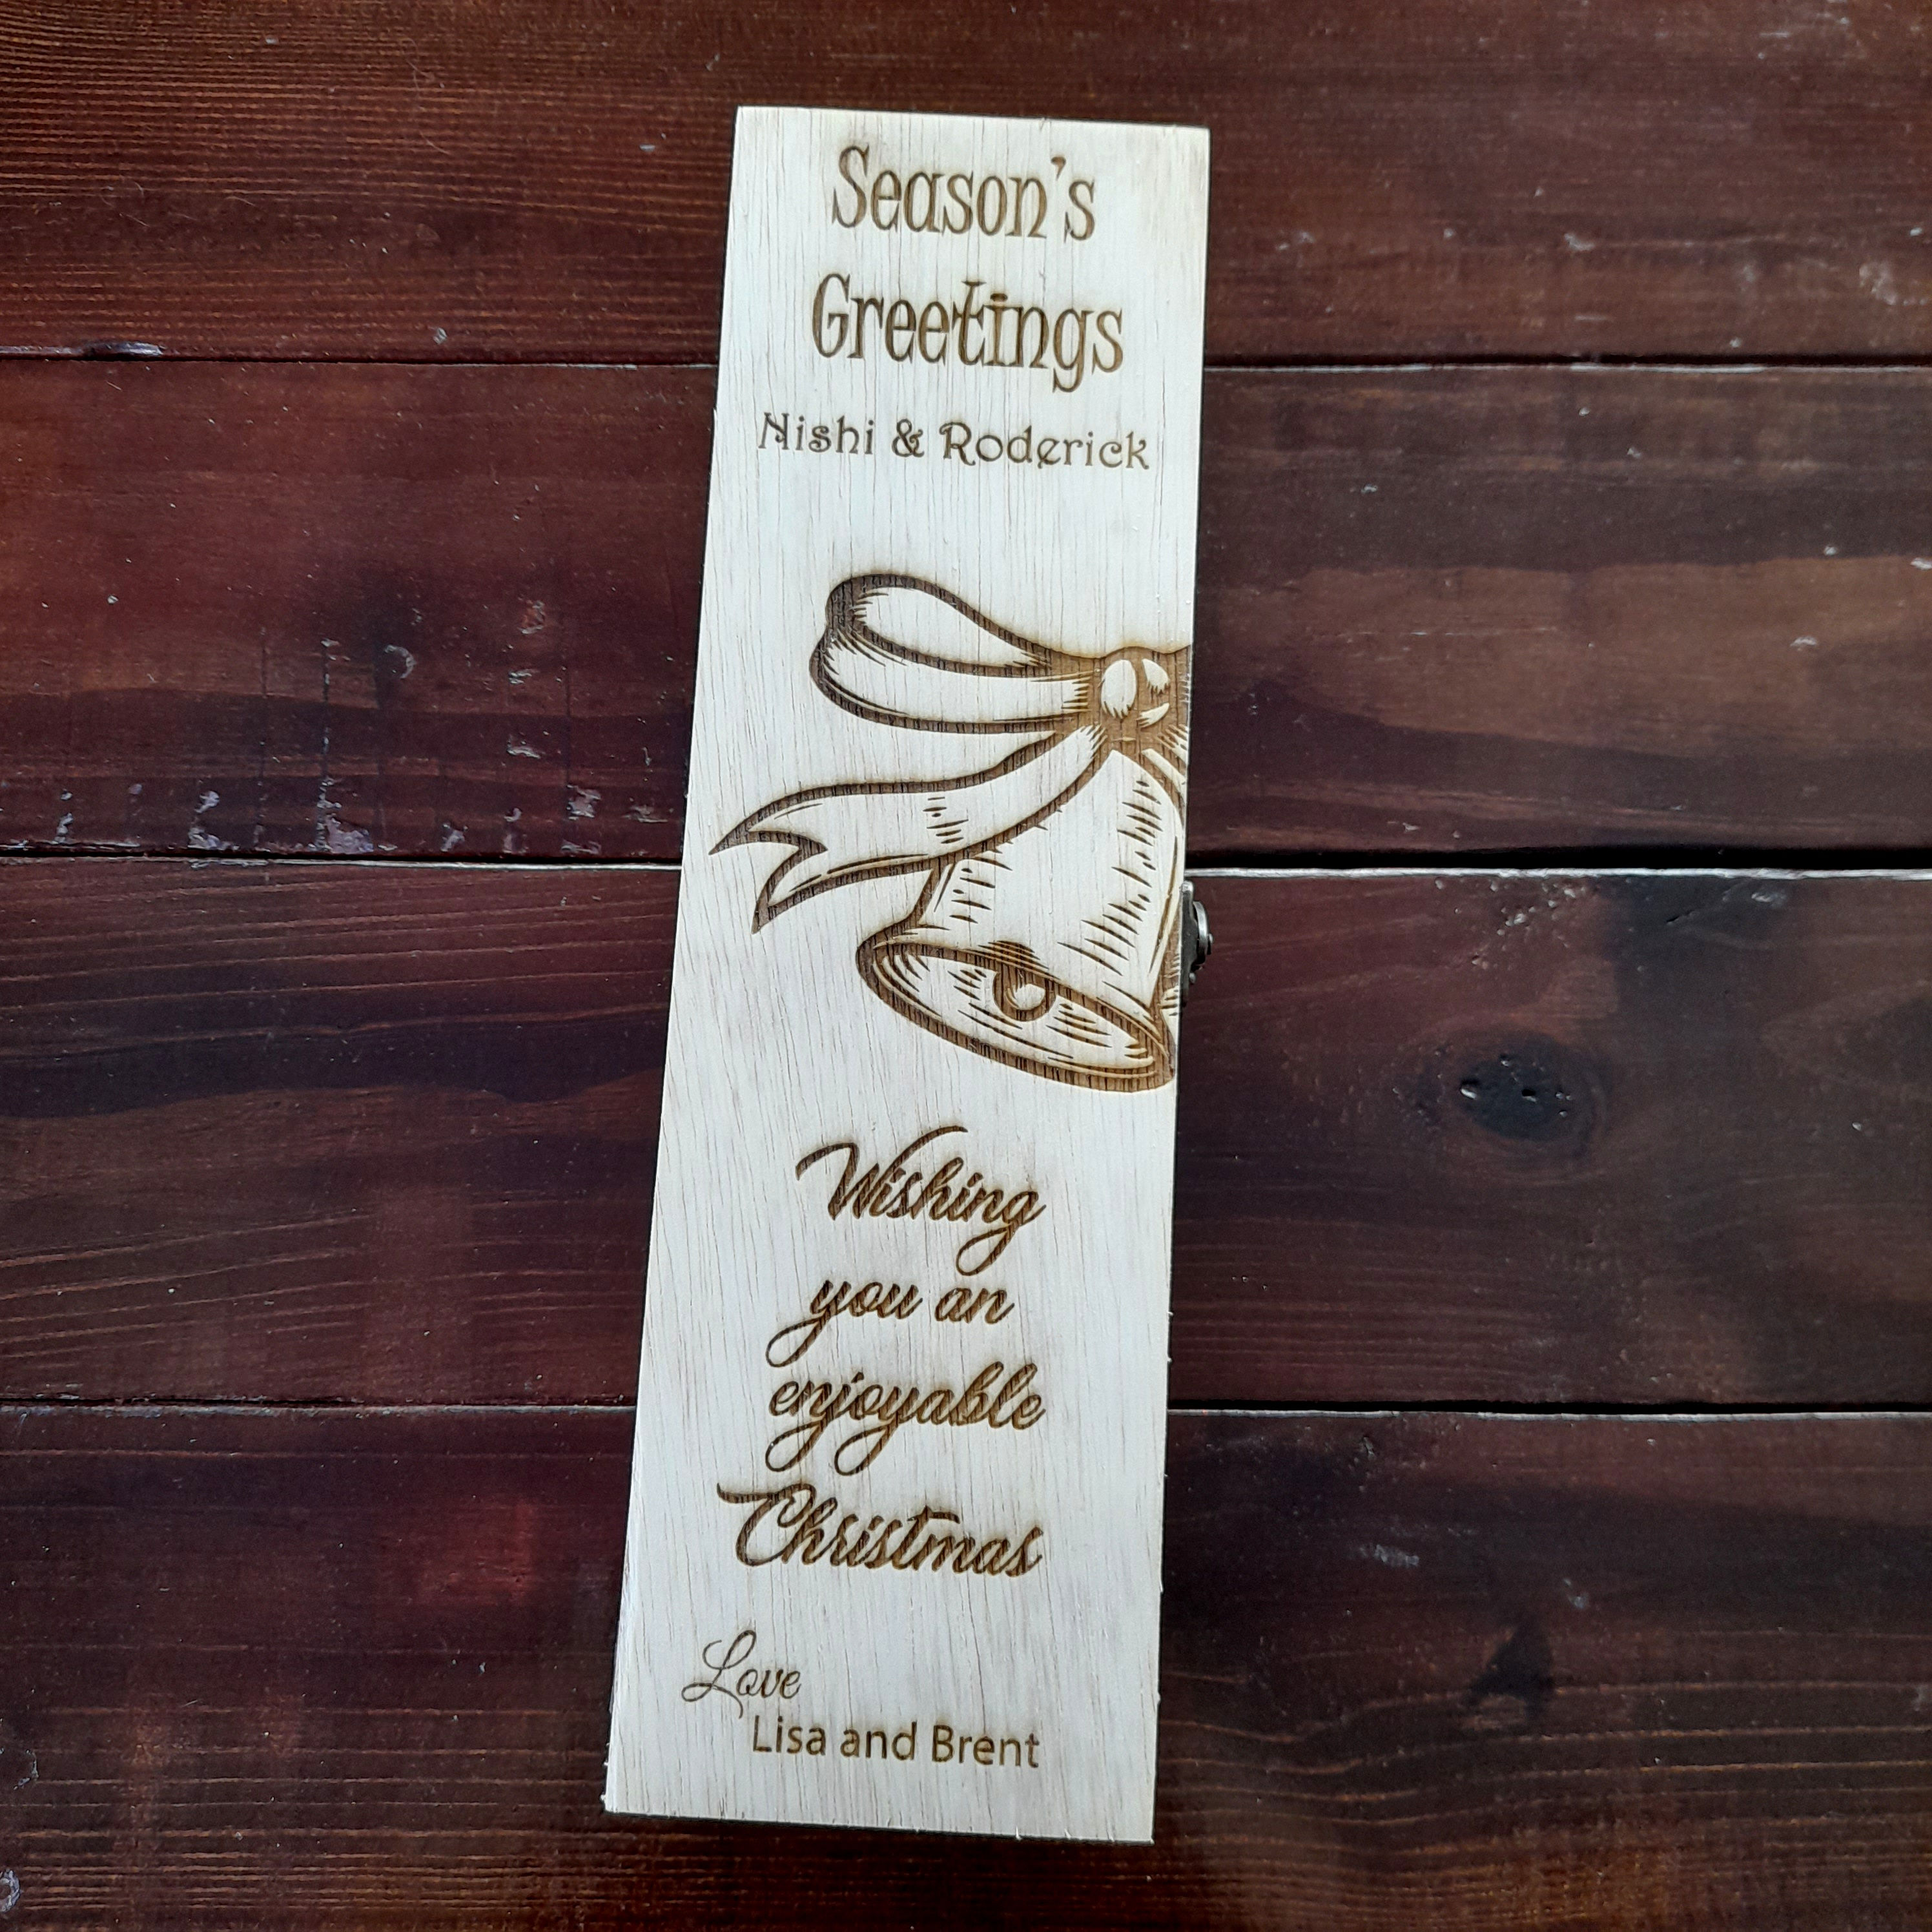 Season's
Greetings
Nishi & Roderick
Wishing
you an
enjoyable
Christmas
Love
Lisa and Brent